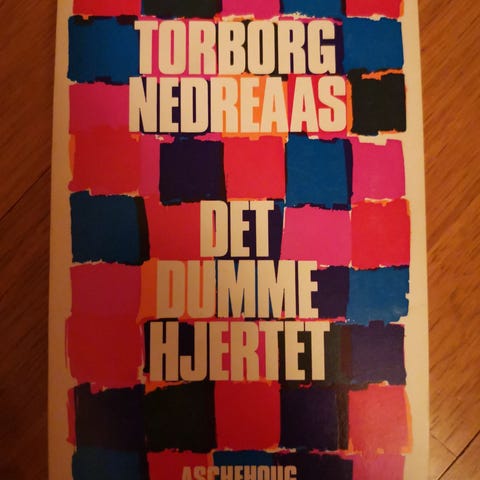 TORBORG
NEDREAAS
DET
DUMME
HJERTET
ASCHEHOUG